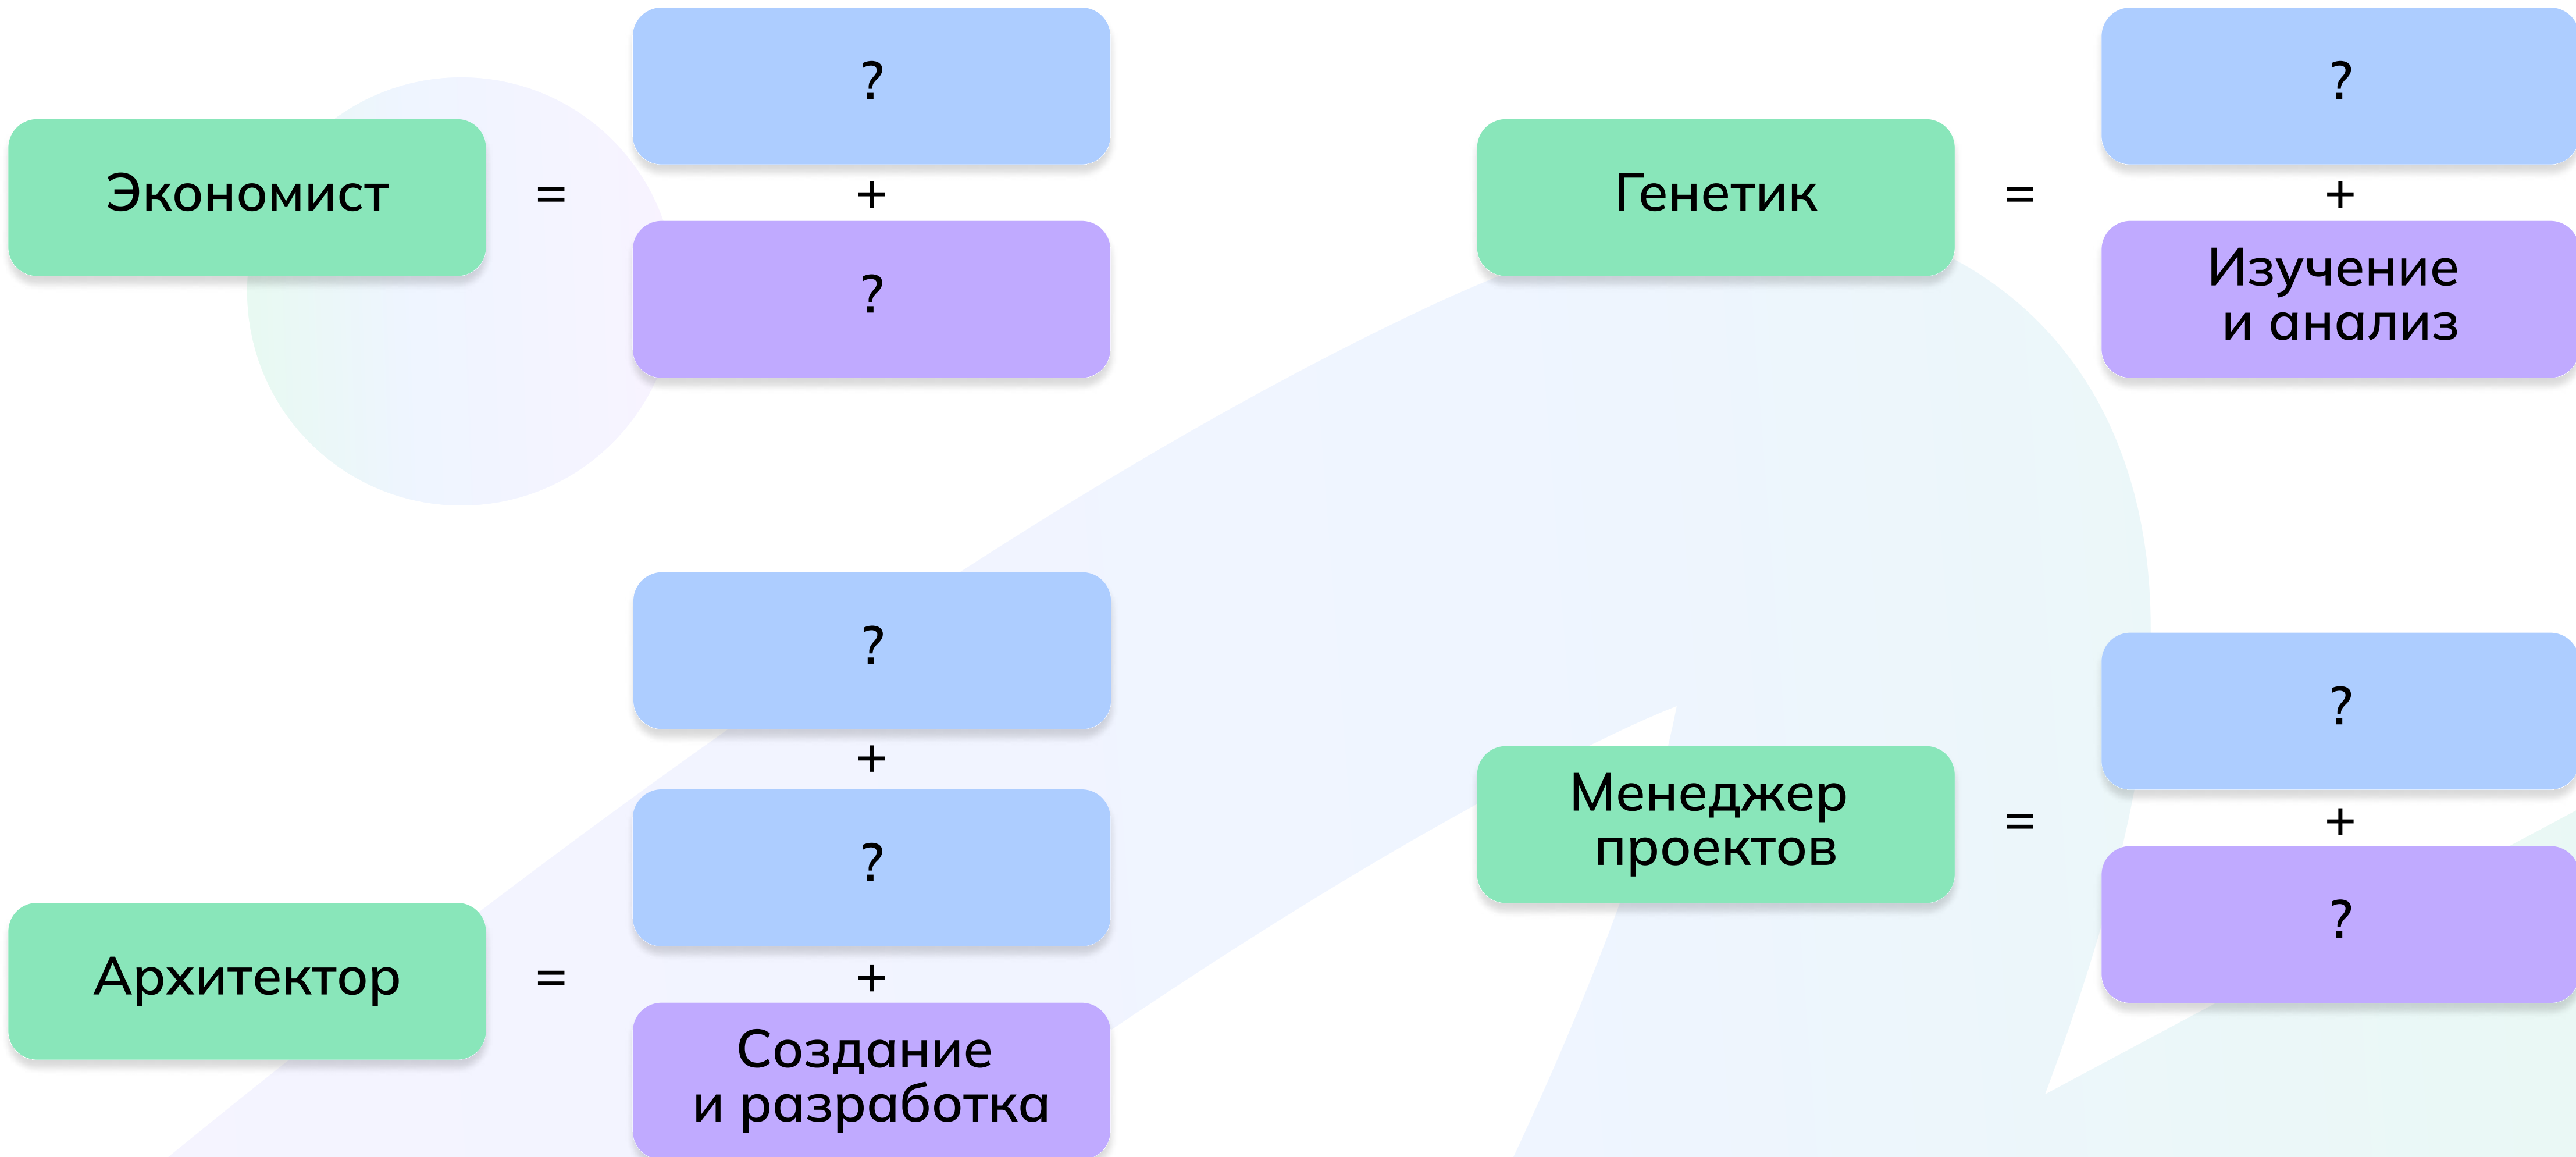 ?
+
Экономист
=
?
?
+
Генетик
=
Изучение
и анализ
?
+
?
+
Архитектор
=
Создание
и разработка
?
+
Менеджер
проектов
=
?